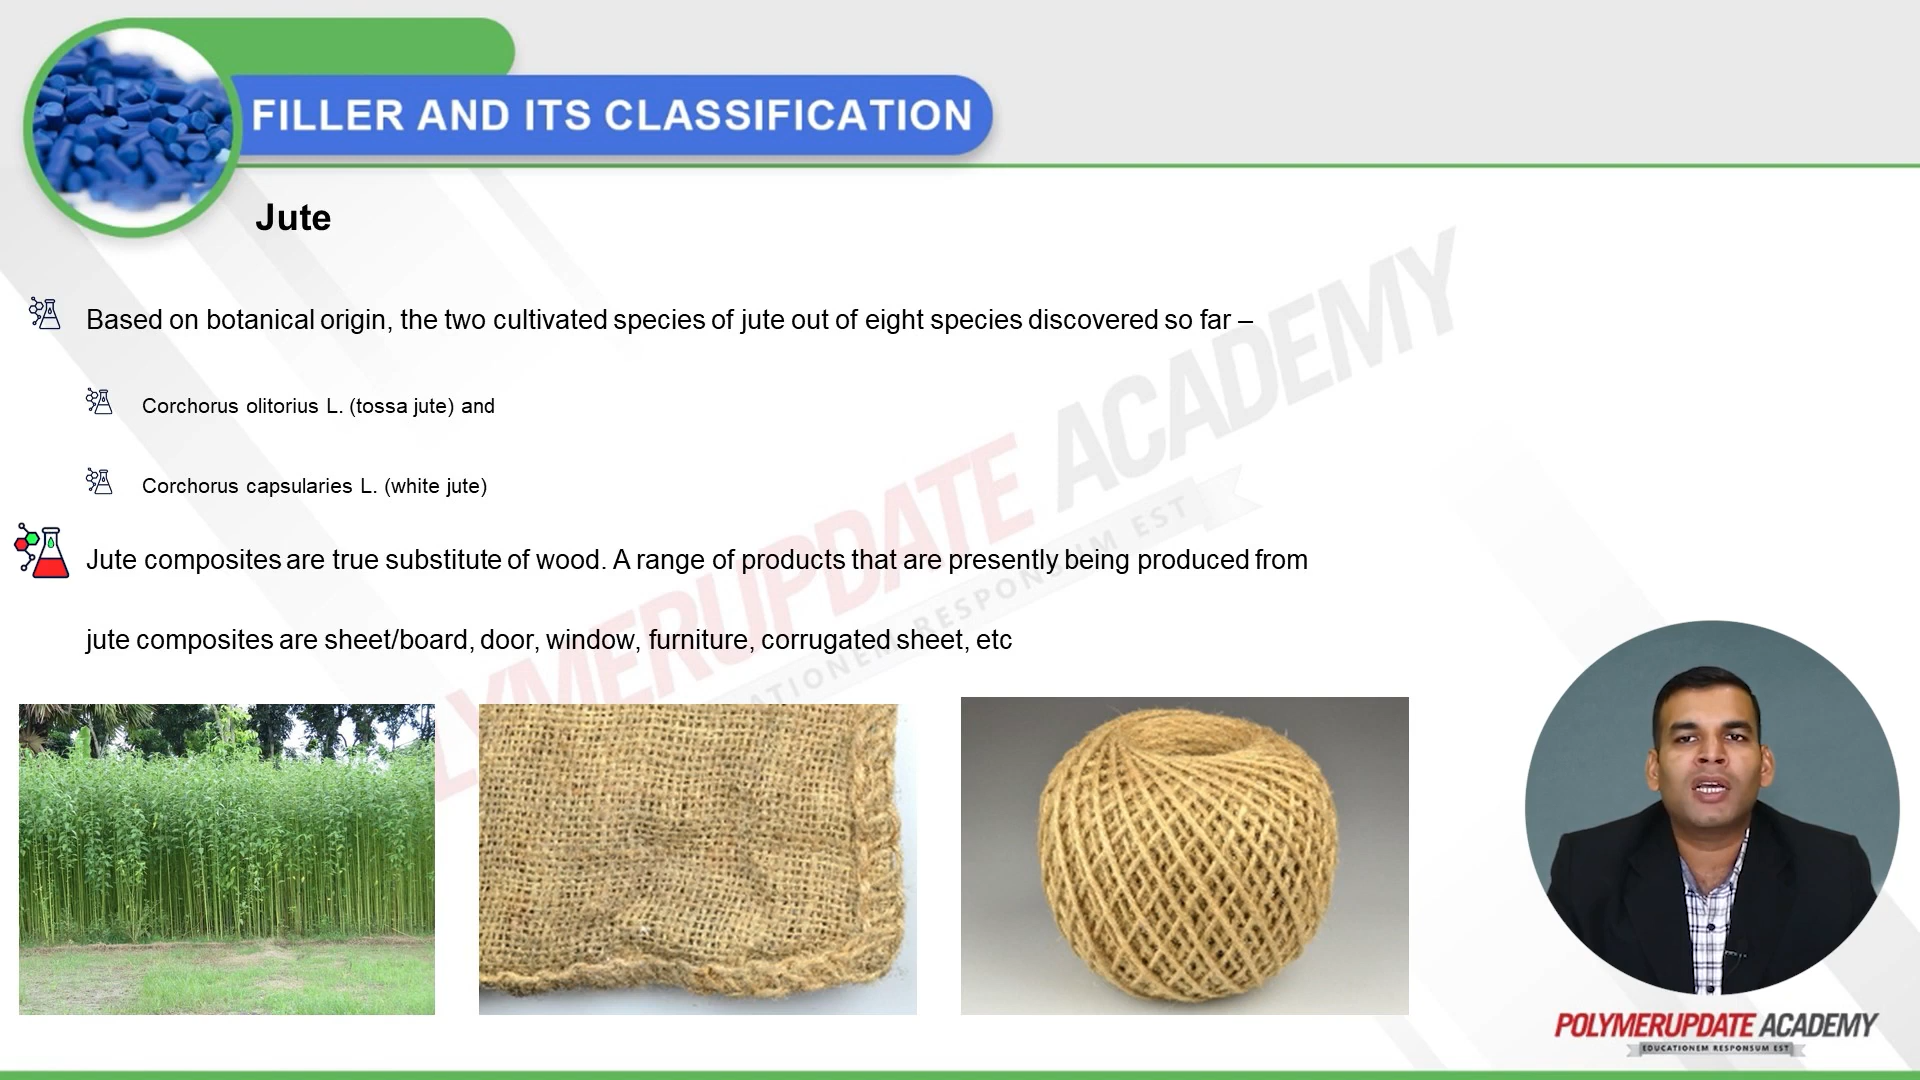 FILLER AND ITS CLASSIFICATION
Jute
Based on botanical origin, the two cultivated species of jute out of eight species discovered so far –
Corchorus olitorius L. (tossa jute) and
Corchorus capsularies L. (white jute)
Jute composites are true substitute of wood. A range of products that are presently being produced from
jute composites are sheet/board, door, window, furniture, corrugated sheet, etc
POLYMERUPDATE ACADEMY
EDUCATIONEM RESPONSUM EST